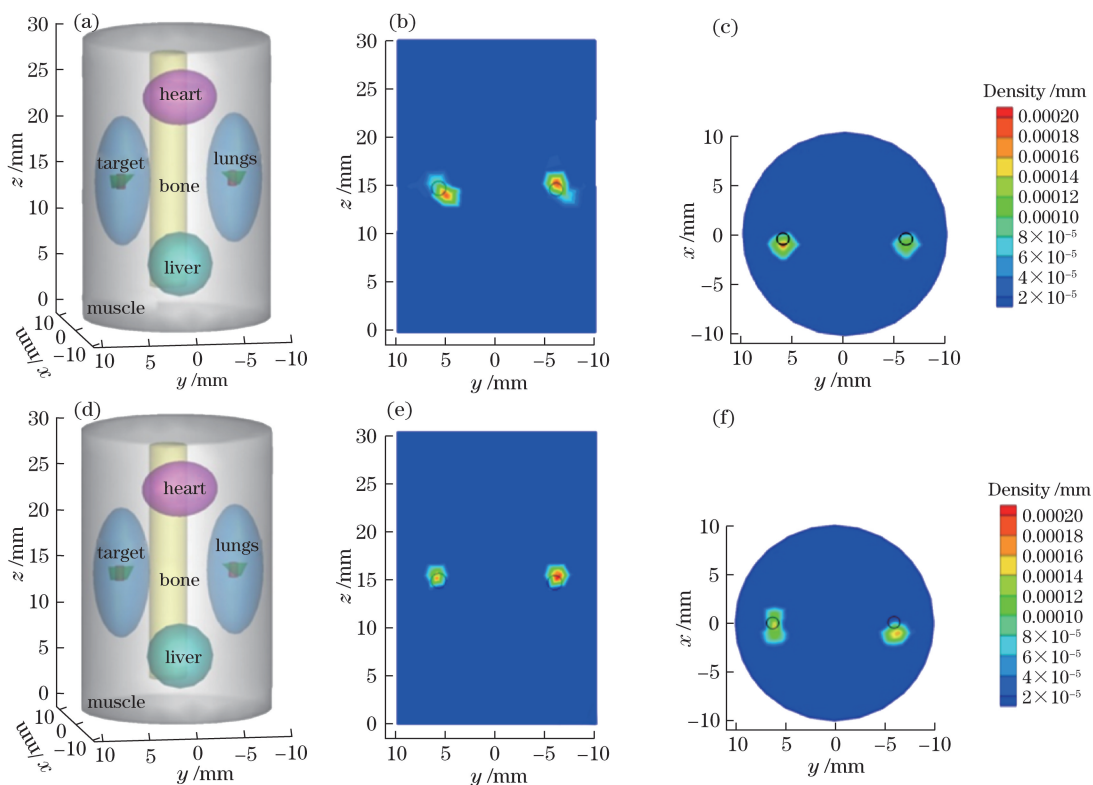 (a)
30
25
20
15
10
5
0
z /mm
heart
target
lungs
bone
liver
muscle
10
0
−10
x /mm
10
5
0
−5
−10
y /mm
(b)
30
25
20
15
10
5
0
z /mm
10
5
0
−5
−10
y /mm
(c)
10
5
0
−5
−10
x /mm
10
5
0
−5
−10
y /mm
Density /mm
0.00020
0.00018
0.00016
0.00014
0.00012
0.00010
8×10⁻⁵
6×10⁻⁵
4×10⁻⁵
2×10⁻⁵
(d)
30
25
20
15
10
5
0
z /mm
heart
target
lungs
bone
liver
muscle
10
0
−10
x /mm
10
5
0
−5
−10
y /mm
(e)
30
25
20
15
10
5
0
z /mm
10
5
0
−5
−10
y /mm
(f)
10
5
0
−5
−10
x /mm
10
5
0
−5
−10
y /mm
Density /mm
0.00020
0.00018
0.00016
0.00014
0.00012
0.00010
8×10⁻⁵
6×10⁻⁵
4×10⁻⁵
2×10⁻⁵